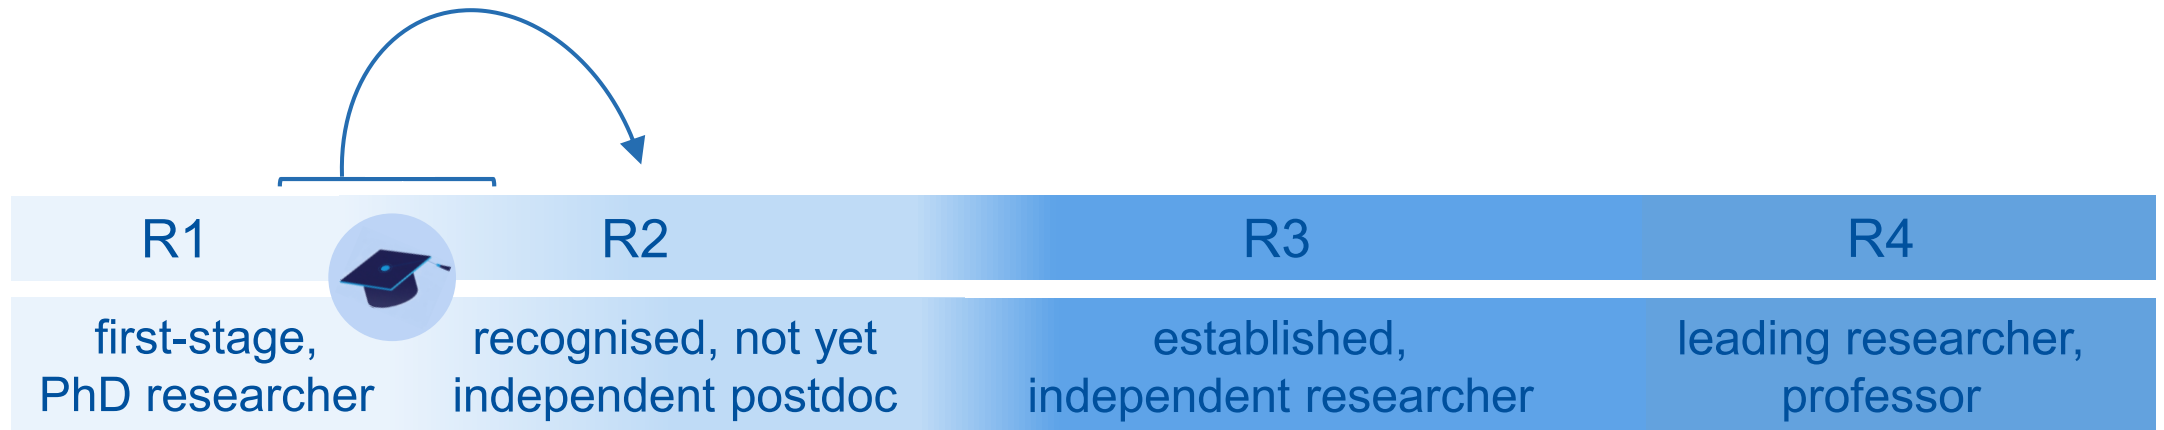 R1
R2
R3
R4
first-stage,
PhD researcher
recognised, not yet
independent postdoc
established,
independent researcher
leading researcher,
professor